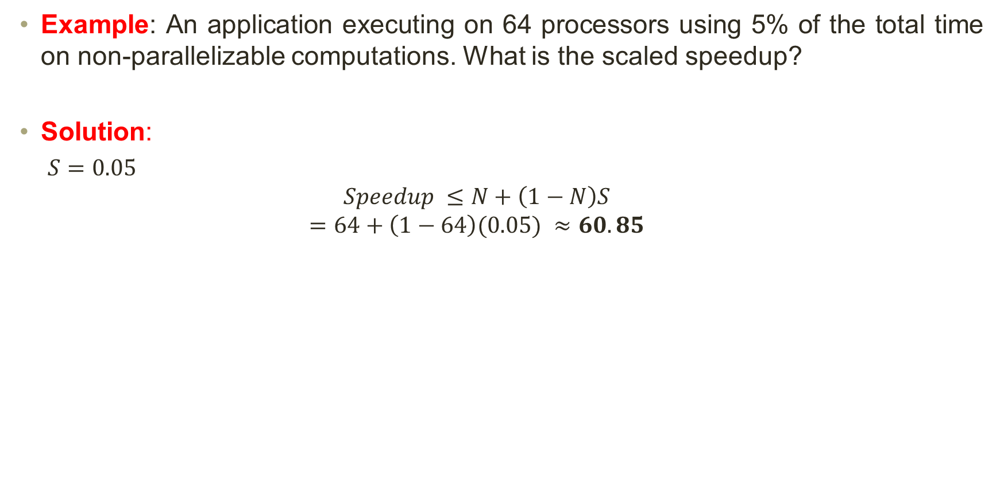 • Example: An application executing on 64 processors using 5% of the total time
on non-parallelizable computations. What is the scaled speedup?
• Solution:
S = 0.05
Speedup ≤ N + (1 − N)S
= 64 + (1 − 64)(0.05) ≈ 60.85